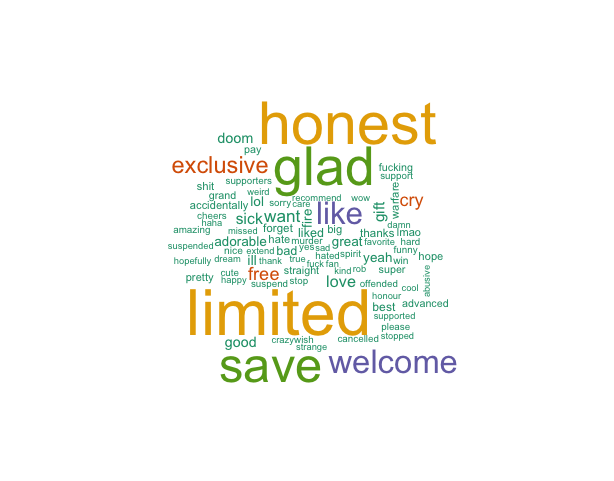 honest
doom
pay
glad
exclusive
fucking
support
supporters
shit
weird
grand
recommend
wow
cry
accidentally
lol
sorry
care
fire
like
gift
warfare
cheers
sick
want
damn
haha
amazing
missed
forget
liked
big
thanks
lmao
suspended
adorable
hate
murder
great
favorite
hard
nice
extend
bad
yes
sad
funny
hopefully
dream
ill
thank
true
hated
spirit
yeah
win
hope
fuck
fan
pretty
cute
free
straight
kind
rob
super
abusive
happy
suspend
stop
love
offended
cool
limited
honour
best
advanced
supported
please
good
crazy
wish
cancelled
stopped
strange
save
welcome